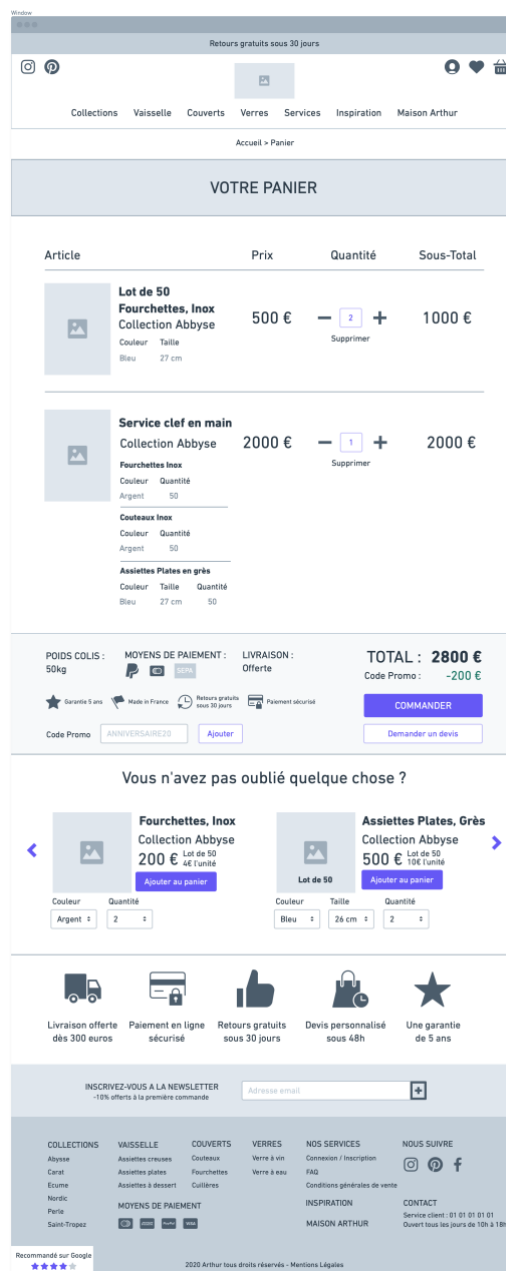 Window
Retours gratuits sous 30 jours
Collections Vaisselle Couverts Verres Services Inspiration Maison Arthur
Accueil > Panier
VOTRE PANIER
Article Prix Quantité Sous-Total
Lot de 50
Fourchettes, Inox
Collection Abbyse
Couleur Taille
Bleu 27 cm
500 € 2 1000 €
Supprimer
Service clef en main
Collection Abbyse
2000 € 1 2000 €
Supprimer
Fourchettes Inox
Couleur Quantité
Argent 50
Couteaux Inox
Couleur Quantité
Argent 50
Assiettes Plates en grès
Couleur Taille Quantité
Bleu 27 cm 50
POIDS COLIS :
50kg
MOYENS DE PAIEMENT :
SEPA
LIVRAISON :
Offerte
TOTAL : 2800 €
Code Promo : -200 €
Garantie 5 ans
Made in France
Retours gratuits
sous 30 jours
Paiement sécurisé
COMMANDER
Code Promo ANNIVERSAIRE20 Ajouter
Demander un devis
Vous n'avez pas oublié quelque chose ?
Fourchettes, Inox
Collection Abbyse
200 € Lot de 50
4€ l'unité
Ajouter au panier
Couleur Quantité
Argent 2
Assiettes Plates, Grès
Collection Abbyse
500 € Lot de 50
10€ l'unité
Lot de 50
Ajouter au panier
Couleur Taille Quantité
Bleu 26 cm 2
Livraison offerte
dès 300 euros
Paiement en ligne
sécurisé
Retours gratuits
sous 30 jours
Devis personnalisé
sous 48h
Une garantie
de 5 ans
INSCRIVEZ-VOUS A LA NEWSLETTER
-10% offerts à la première commande
Adresse email
COLLECTIONS
Abysse
Carat
Ecume
Nordic
Perle
Saint-Tropez
VAISSELLE
Assiettes creuses
Assiettes plates
Assiettes à dessert
COUVERTS
Couteaux
Fourchettes
Cuillères
VERRES
Verre à vin
Verre à eau
NOS SERVICES
Connexion / Inscription
FAQ
Conditions générales de vente
NOUS SUIVRE
MOYENS DE PAIEMENT
PayPal
VISA
INSPIRATION
MAISON ARTHUR
CONTACT
Service client : 01 01 01 01 01
Ouvert tous les jours de 10h à 18h
Recommandé sur Google
2020 Arthur tous droits réservés - Mentions Légales